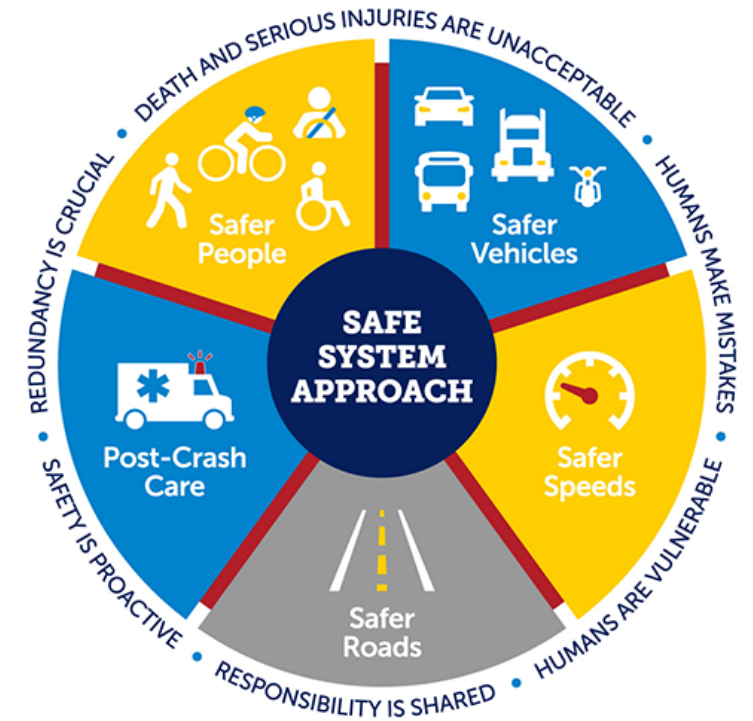 DEATH AND SERIOUS INJURIES ARE UNACCEPTABLE
HUMANS MAKE MISTAKES
HUMANS ARE VULNERABLE
RESPONSIBILITY IS SHARED
SAFETY IS PROACTIVE
REDUNDANCY IS CRUCIAL
Safer
People
Safer
Vehicles
SAFE
SYSTEM
APPROACH
Safer
Speeds
Safer
Roads
Post-Crash
Care